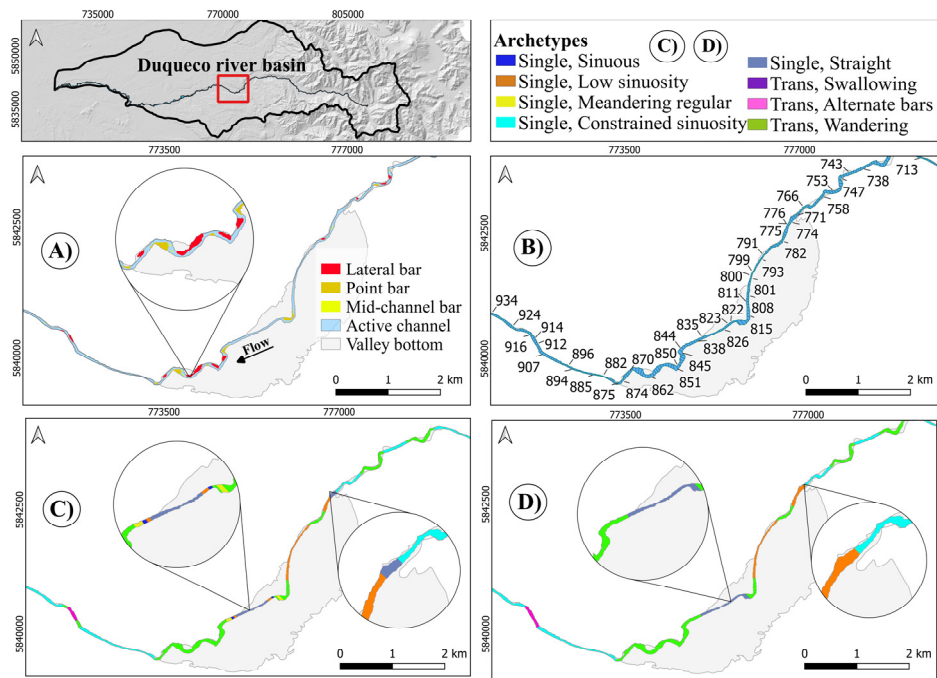 735000
770000
805000
5890000
5835000
Duqueco river basin
Archetypes
C)
D)
Single, Sinuous
Single, Low sinuosity
Single, Meandering regular
Single, Constrained sinuosity
Single, Straight
Trans, Swallowing
Trans, Alternate bars
Trans, Wandering
773500
777000
5842500
5840000
A)
Lateral bar
Point bar
Mid-channel bar
Active channel
Valley bottom
Flow
0 1 2 km
773500
777000
5842500
5840000
B)
743
713
753
738
747
766
758
776
771
775
774
791
782
799
800
793
811
801
934
823
822
808
924
835
815
914
844
826
916
912
870
850
838
896
882
845
907
894
885
875
874
862
851
0 1 2 km
773500
777000
5842500
5840000
C)
0 1 2 km
773500
777000
5842500
5840000
D)
0 1 2 km